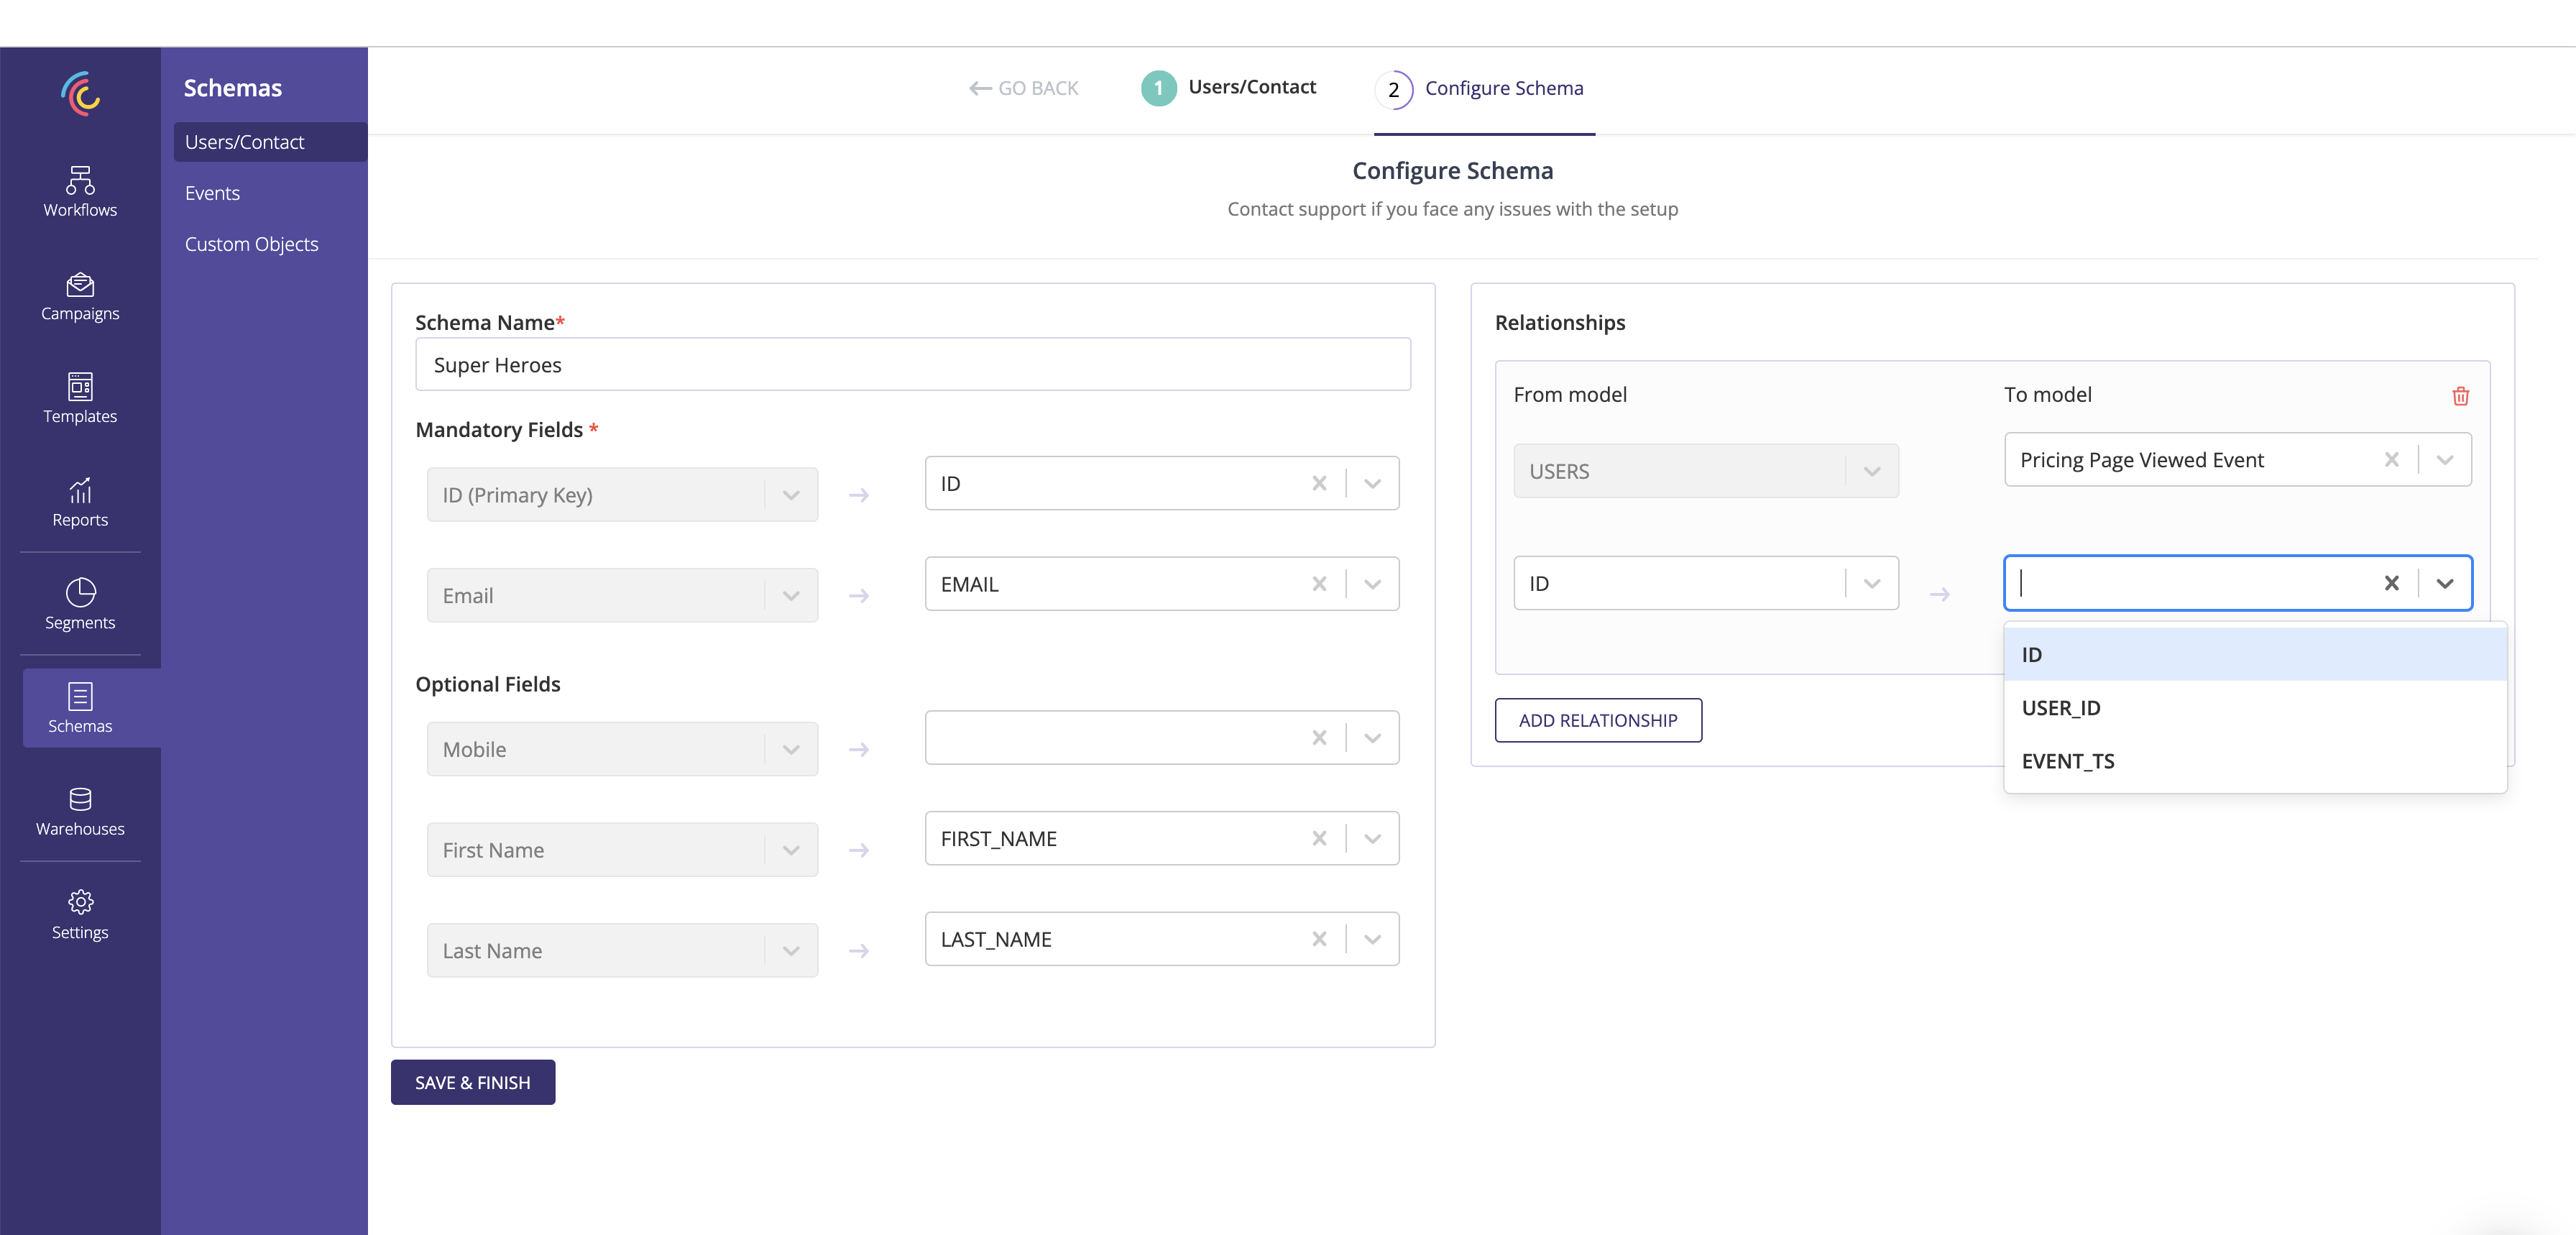 Schemas
Users/Contact
Events
Custom Objects
Workflows
Campaigns
Templates
Reports
Segments
Schemas
Warehouses
Settings
GO BACK
1 Users/Contact
2 Configure Schema
Configure Schema
Contact support if you face any issues with the setup
Schema Name*
Super Heroes
Mandatory Fields *
ID (Primary Key)
ID
Email
EMAIL
Optional Fields
Mobile
First Name
FIRST_NAME
Last Name
LAST_NAME
SAVE & FINISH
Relationships
From model
To model
USERS
Pricing Page Viewed Event
ID
ID
USER_ID
EVENT_TS
ADD RELATIONSHIP